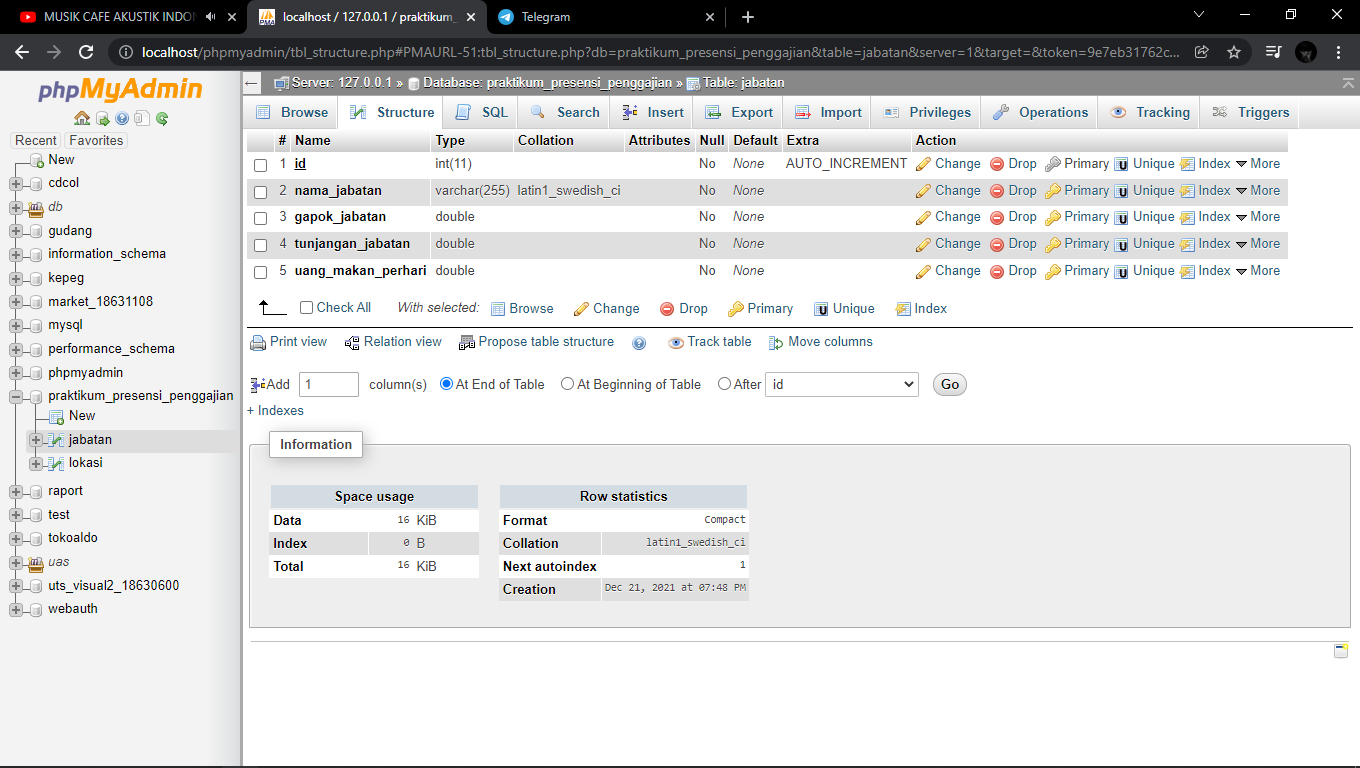 MUSIK CAFE AKUSTIK INDON
localhost / 127.0.0.1 / praktikum_
Telegram
localhost/phpmyadmin/tbl_structure.php#PMAURL-51:tbl_structure.php?db=praktikum_presensi_penggajian&table=jabatan&server=1&target=&token=9e7eb31762c...
phpMyAdmin
Recent Favorites
New
cdcol
db
gudang
information_schema
kepeg
market_18631108
mysql
performance_schema
phpmyadmin
praktikum_presensi_penggajian
New
jabatan
lokasi
raport
test
tokoaldo
uas
uts_visual2_18630600
webauth
Server: 127.0.0.1 » Database: praktikum_presensi_penggajian » Table: jabatan
Browse Structure SQL Search Insert Export Import Privileges Operations Tracking Triggers
# Name Type Collation Attributes Null Default Extra Action
1 id int(11) No None AUTO_INCREMENT Change Drop Primary Unique Index More
2 nama_jabatan varchar(255) latin1_swedish_ci No None Change Drop Primary Unique Index More
3 gapok_jabatan double No None Change Drop Primary Unique Index More
4 tunjangan_jabatan double No None Change Drop Primary Unique Index More
5 uang_makan_perhari double No None Change Drop Primary Unique Index More
Check All With selected: Browse Change Drop Primary Unique Index
Print view Relation view Propose table structure Track table Move columns
Add 1 column(s) At End of Table At Beginning of Table After id Go
+ Indexes
Information
Space usage
Data 16 KiB
Index 0 B
Total 16 KiB
Row statistics
Format Compact
Collation latin1_swedish_ci
Next autoindex 1
Creation Dec 21, 2021 at 07:48 PM